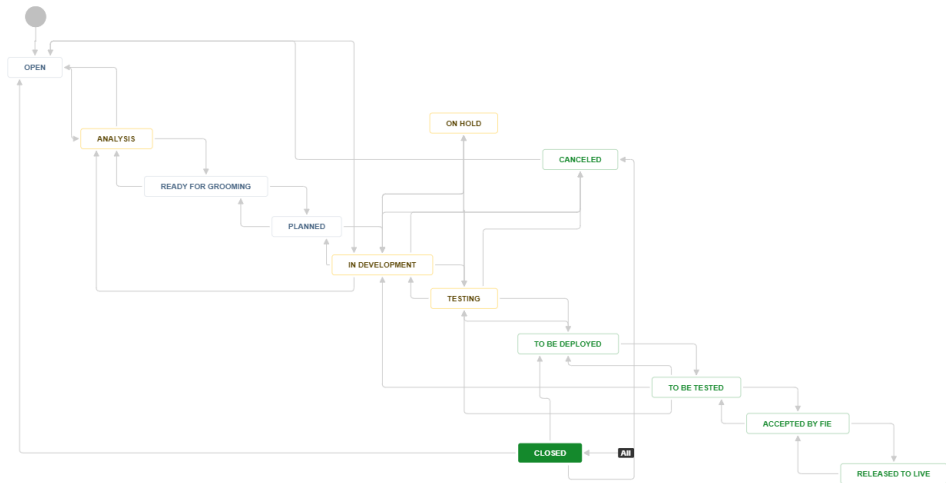 OPEN
ON HOLD
ANALYSIS
CANCELED
READY FOR GROOMING
PLANNED
IN DEVELOPMENT
TESTING
TO BE DEPLOYED
TO BE TESTED
ACCEPTED BY FIE
CLOSED
All
RELEASED TO LIVE